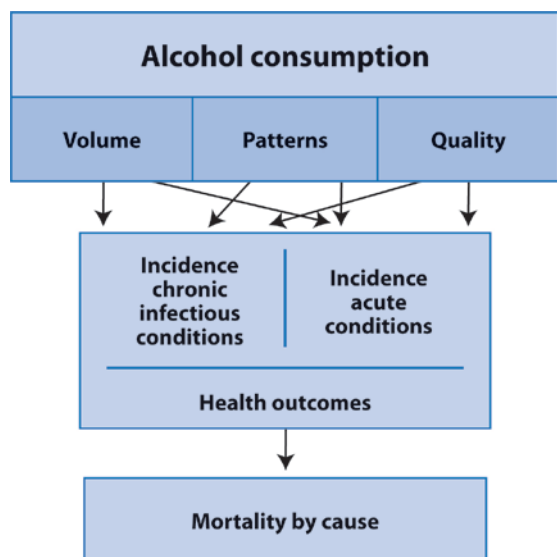 Alcohol consumption
Volume
Patterns
Quality
Incidence
chronic
infectious
conditions
Incidence
acute
conditions
Health outcomes
Mortality by cause